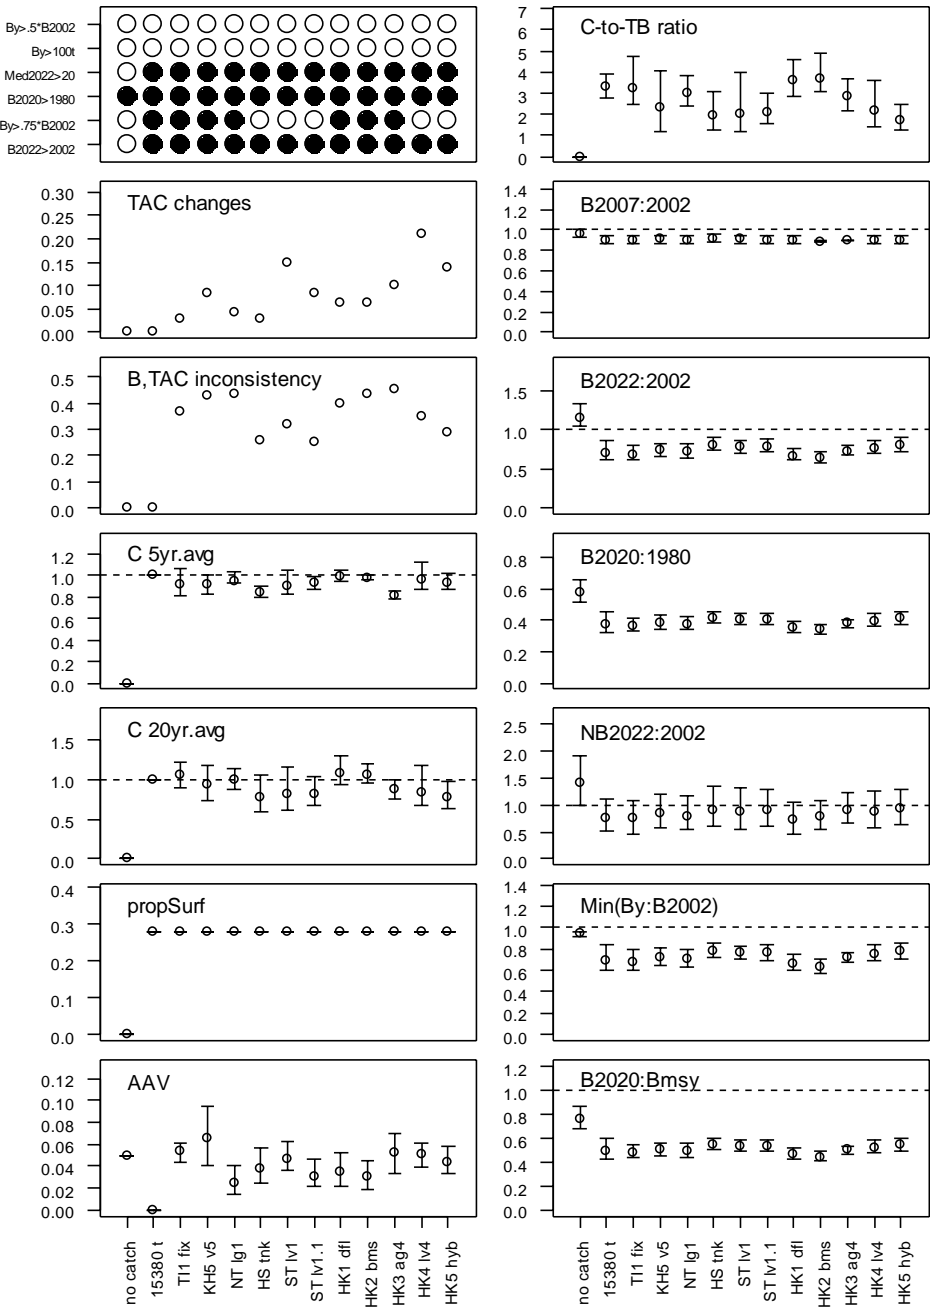 By>.5*B2002
By>100t
Med2022>20
B2020>1980
By>.75*B2002
B2022>2002
C-to-TB ratio
7
6
5
4
3
2
1
0
TAC changes
0.30
0.25
0.20
0.15
0.10
0.05
0.00
B2007:2002
1.4
1.2
1.0
0.8
0.6
0.4
0.2
0.0
B,TAC inconsistency
0.5
0.4
0.3
0.2
0.1
0.0
B2022:2002
1.5
1.0
0.5
0.0
C 5yr.avg
1.2
1.0
0.8
0.6
0.4
0.2
0.0
B2020:1980
0.8
0.6
0.4
0.2
0.0
C 20yr.avg
1.5
1.0
0.5
0.0
NB2022:2002
2.5
2.0
1.5
1.0
0.5
0.0
propSurf
0.4
0.3
0.2
0.1
0.0
Min(By:B2002)
1.4
1.2
1.0
0.8
0.6
0.4
0.2
0.0
AAV
0.12
0.10
0.08
0.06
0.04
0.02
0.00
B2020:Bmsy
1.2
1.0
0.8
0.6
0.4
0.2
0.0
no catch
15380 t
TI1 fix
KH5 v5
NT lg1
HS tnk
ST lv1
ST lv1.1
HK1 dfl
HK2 bms
HK3 ag4
HK4 lv4
HK5 hyb
no catch
15380 t
TI1 fix
KH5 v5
NT lg1
HS tnk
ST lv1
ST lv1.1
HK1 dfl
HK2 bms
HK3 ag4
HK4 lv4
HK5 hyb